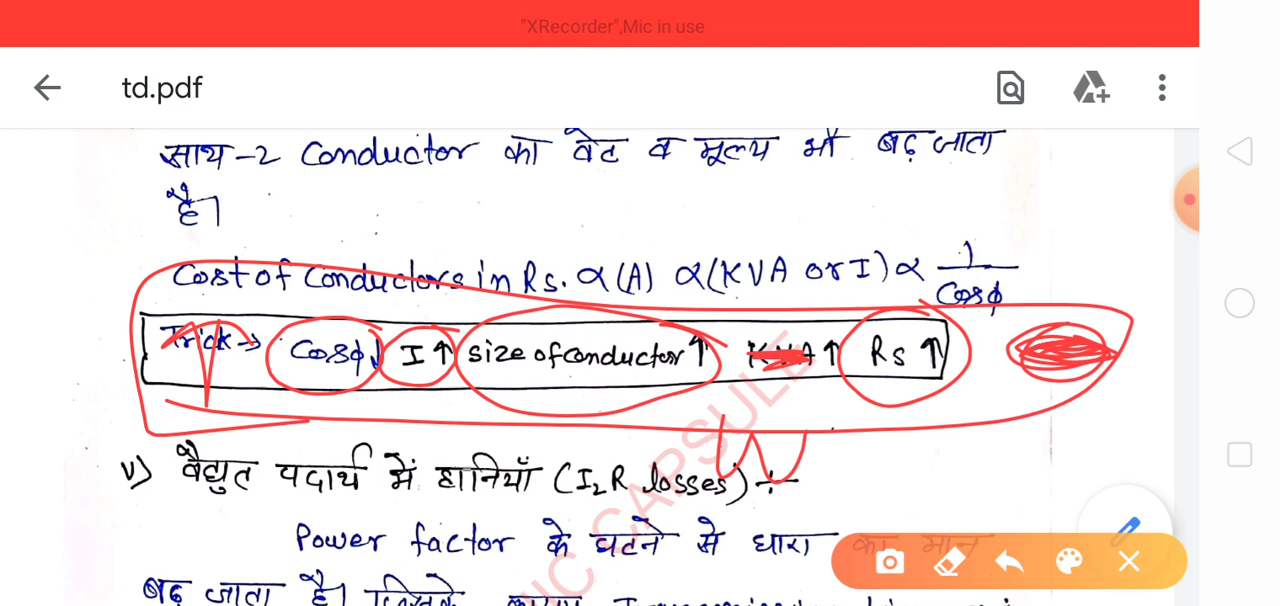 "XRecorder",Mic in use
td.pdf
साथ-2 Conductor का वेट व मूल्य भी बढ़ जाता
है।
Cost of Conductors in Rs. α (A) α (KVA or I) α 1/Cosφ
Trick → Cosφ↓ I↑ size of conductor↑ KVA↑ Rs↑
v) वैद्युत पदार्थ में हानियाँ (I₂R losses) ÷
Power factor के घटने से धारा का मान
बढ़ जाता है।